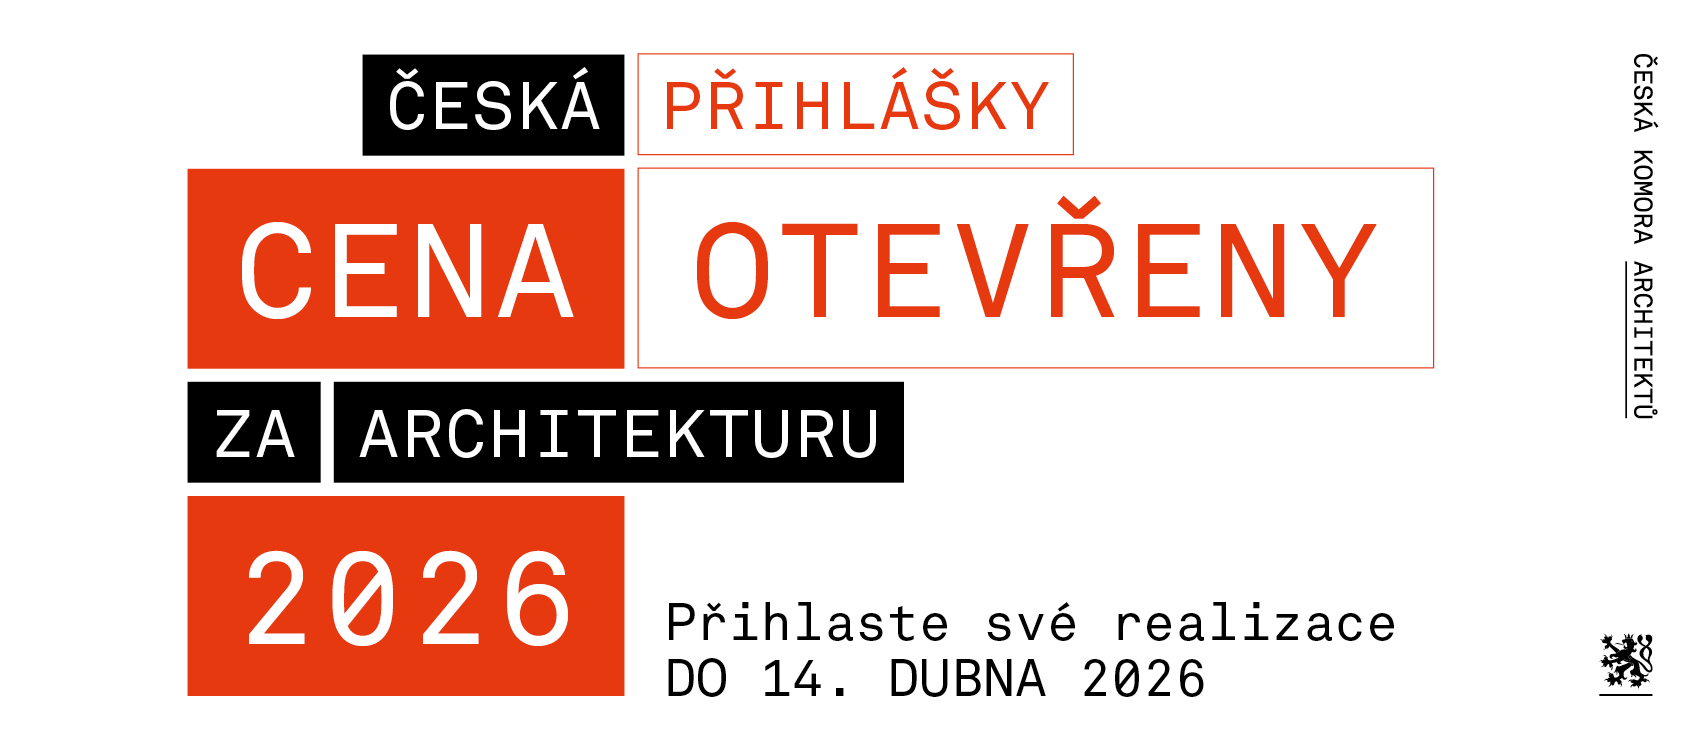 ČESKÁ PŘIHLÁŠKY
CENA OTEVŘENY
ZA ARCHITEKTURU
2026
Přihlaste své realizace
DO 14. DUBNA 2026
ČESKÁ KOMORA ARCHITEKTŮ